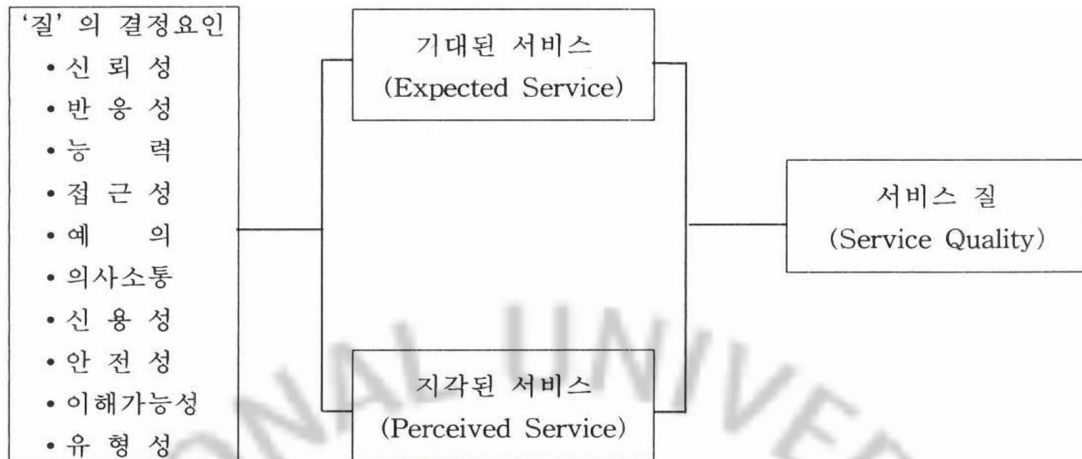 ‘질’의 결정요인
• 신 뢰 성
• 반 응 성
• 능 력
• 접 근 성
• 예 의
• 의사소통
• 신 용 성
• 안 전 성
• 이해가능성
• 유 형 성
기대된 서비스
(Expected Service)
지각된 서비스
(Perceived Service)
서비스 질
(Service Quality)
ONAL UNIVER